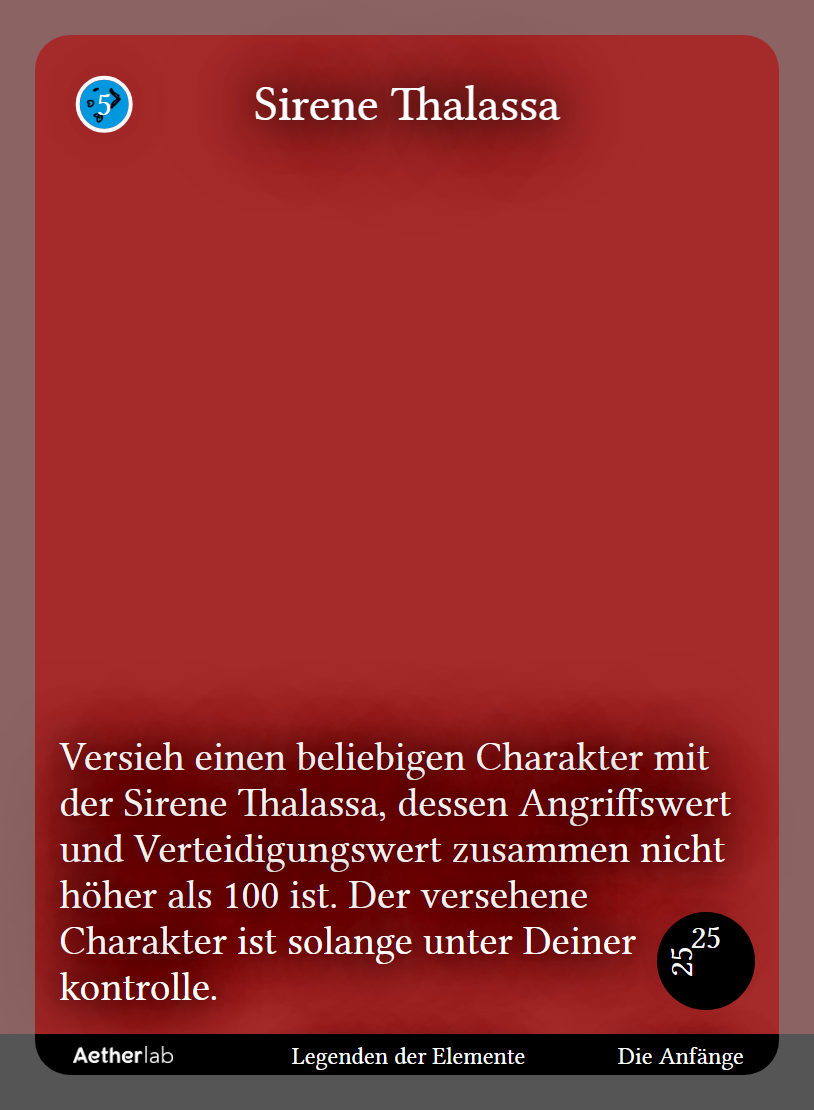 5
Sirene Thalassa
Versieh einen beliebigen Charakter mit
der Sirene Thalassa, dessen Angriffswert
und Verteidigungswert zusammen nicht
höher als 100 ist. Der versehene
Charakter ist solange unter Deiner
kontrolle.
25
25
Aetherlab
Legenden der Elemente
Die Anfänge